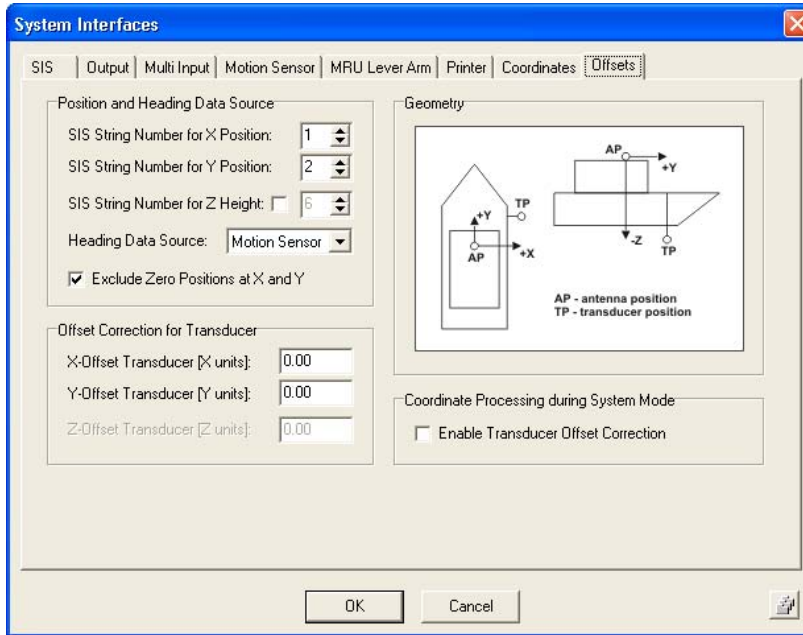 System Interfaces
SIS Output Multi Input Motion Sensor MRU Lever Arm Printer Coordinates Offsets
Position and Heading Data Source
SIS String Number for X Position: 1
SIS String Number for Y Position: 2
SIS String Number for Z Height: 6
Heading Data Source: Motion Sensor
Exclude Zero Positions at X and Y
Offset Correction for Transducer
X-Offset Transducer [X units]: 0.00
Y-Offset Transducer [Y units]: 0.00
Z-Offset Transducer [Z units]: 0.00
Geometry
AP
+Y
TP
+Y
-Z
TP
AP
+X
AP - antenna position
TP - transducer position
Coordinate Processing during System Mode
Enable Transducer Offset Correction
OK Cancel